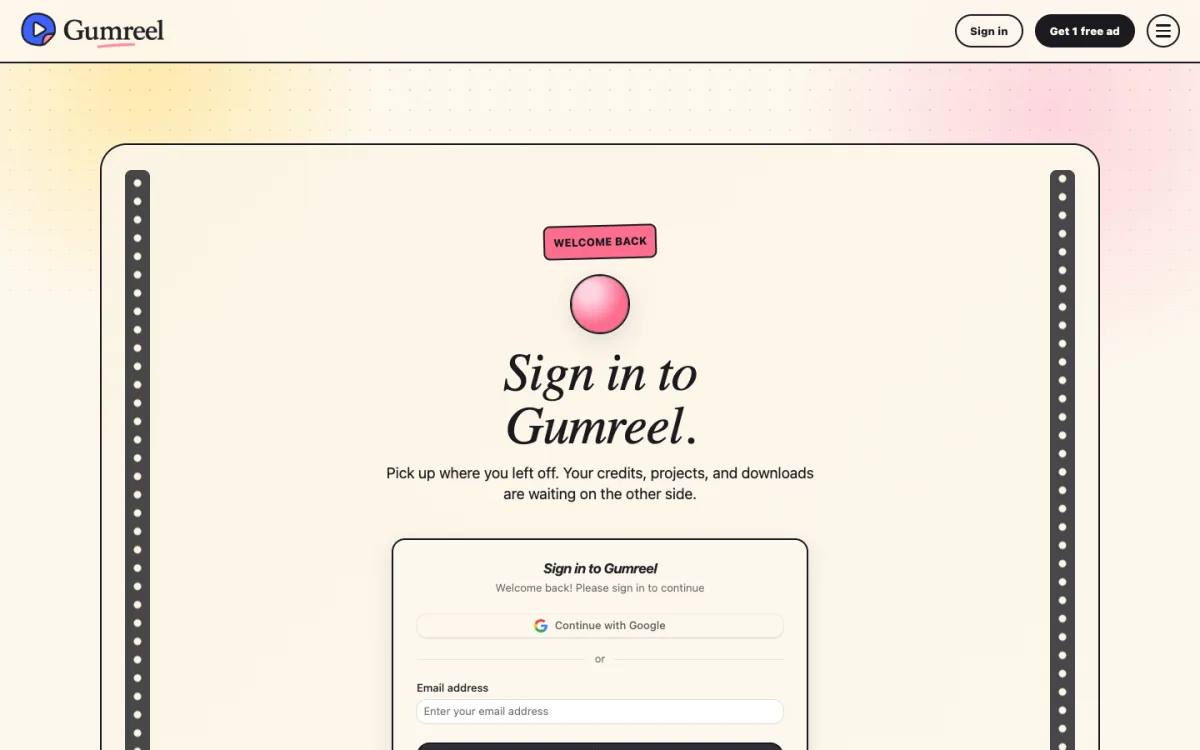 Gumreel
Sign in
Get 1 free ad
WELCOME BACK
Sign in to
Gumreel.
Pick up where you left off. Your credits, projects, and downloads
are waiting on the other side.
Sign in to Gumreel
Welcome back! Please sign in to continue
Continue with Google
or
Email address
Enter your email address